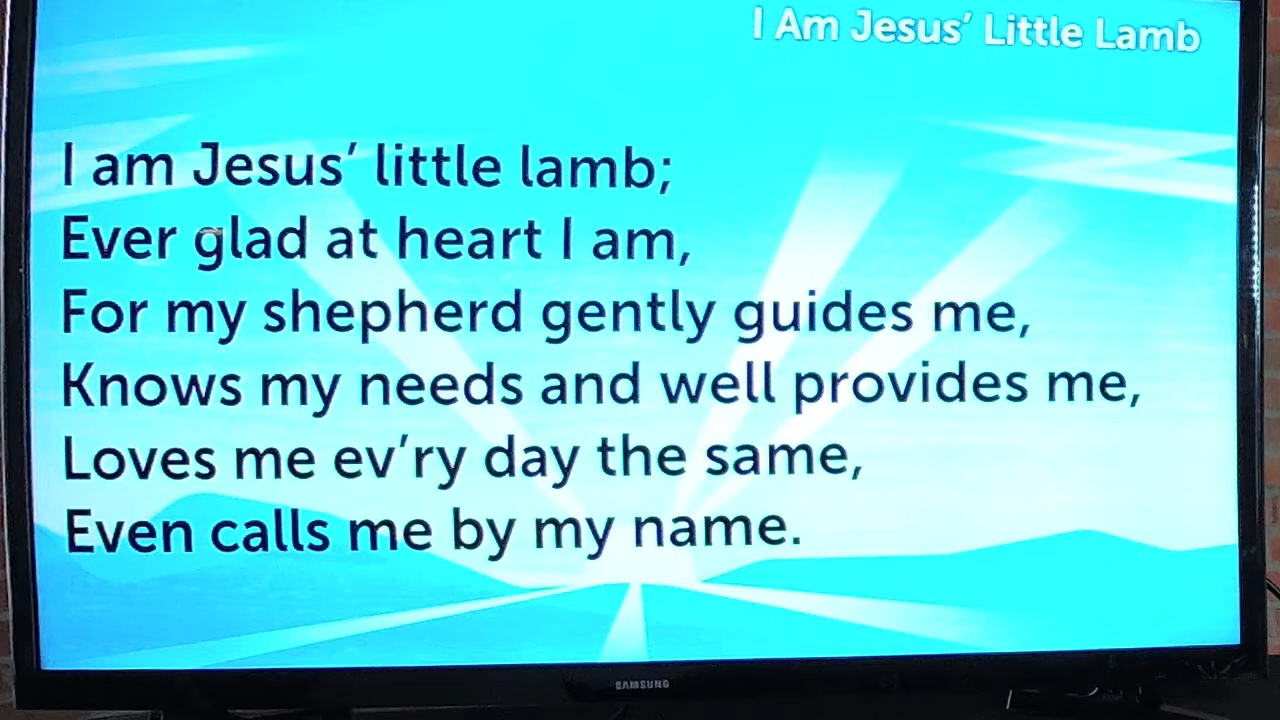 I Am Jesus’ Little Lamb
I am Jesus’ little lamb;
Ever glad at heart I am,
For my shepherd gently guides me,
Knows my needs and well provides me,
Loves me ev’ry day the same,
Even calls me by my name.
SAMSUNG